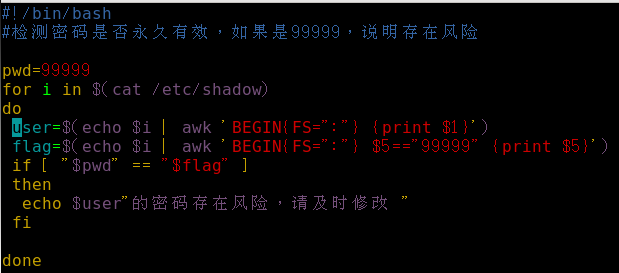 #!/bin/bash
#检测密码是否永久有效，如果是99999，说明存在风险
pwd=99999
for i in $(cat /etc/shadow)
do
user=$(echo $i | awk 'BEGIN{FS=":"} {print $1}')
flag=$(echo $i | awk 'BEGIN{FS=":"} $5=="99999" {print $5}')
if [ "$pwd" == "$flag" ]
then
echo $user"的密码存在风险，请及时修改 "
fi
done